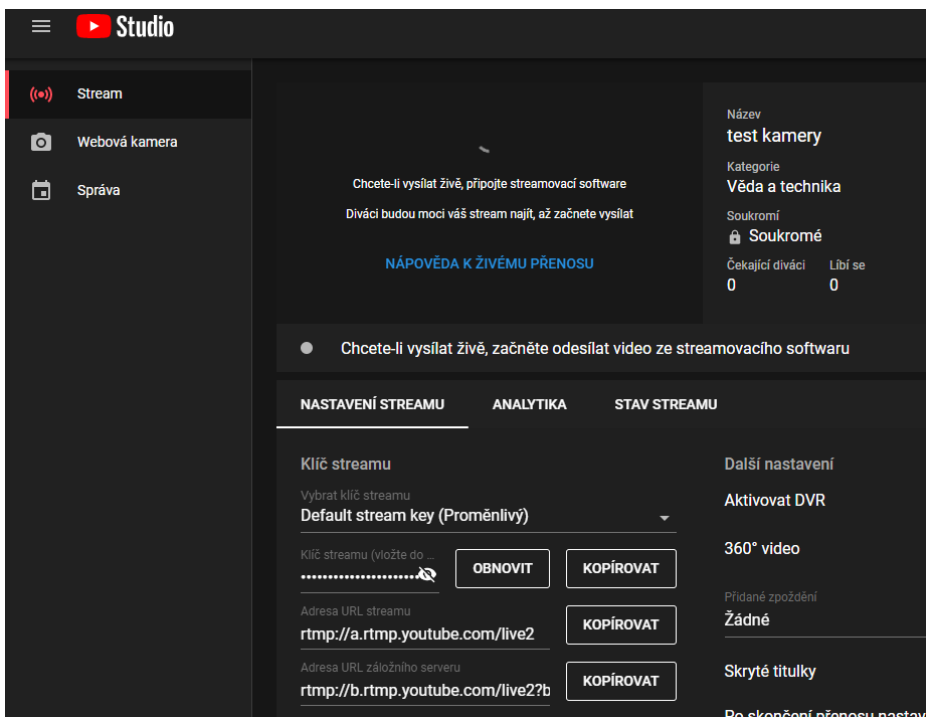 Studio
Stream
Webová kamera
Správa
Chcete-li vysílat živě, připojte streamovací software
Diváci budou moci váš stream najít, až začnete vysílat
NÁPOVĚDA K ŽIVÉMU PŘENOSU
Název
test kamery
Kategorie
Věda a technika
Soukromí
Soukromé
Čekající diváci Líbí se
0 0
Chcete-li vysílat živě, začněte odesílat video ze streamovacího softwaru
NASTAVENÍ STREAMU ANALYTIKA STAV STREAMU
Klíč streamu
Vybrat klíč streamu
Default stream key (Proměnlivý)
Klíč streamu (vložte do ...
•••••••••••••••••••••• OBNOVIT KOPÍROVAT
Adresa URL streamu
rtmp://a.rtmp.youtube.com/live2 KOPÍROVAT
Adresa URL záložního serveru
rtmp://b.rtmp.youtube.com/live2?b KOPÍROVAT
Další nastavení
Aktivovat DVR
360° video
Přidané zpoždění
Žádné
Skryté titulky
Po skončení přenosu nastav